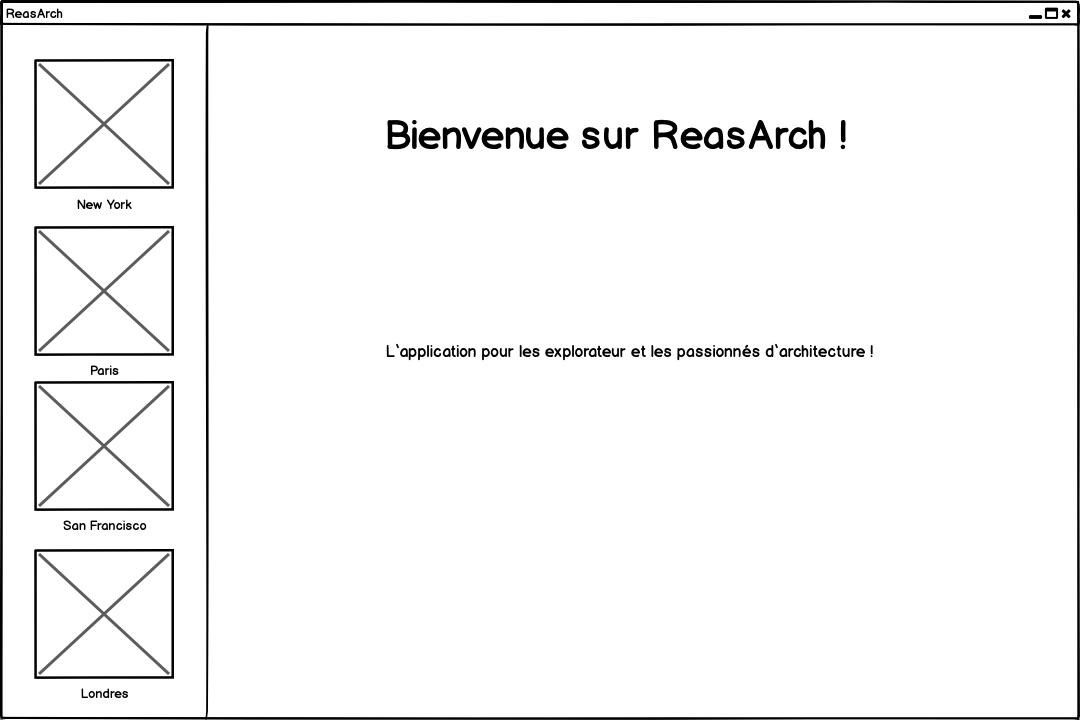 ReasArch
Bienvenue sur ReasArch !
New York
L'application pour les explorateur et les passionnés d'architecture !
Paris
San Francisco
Londres